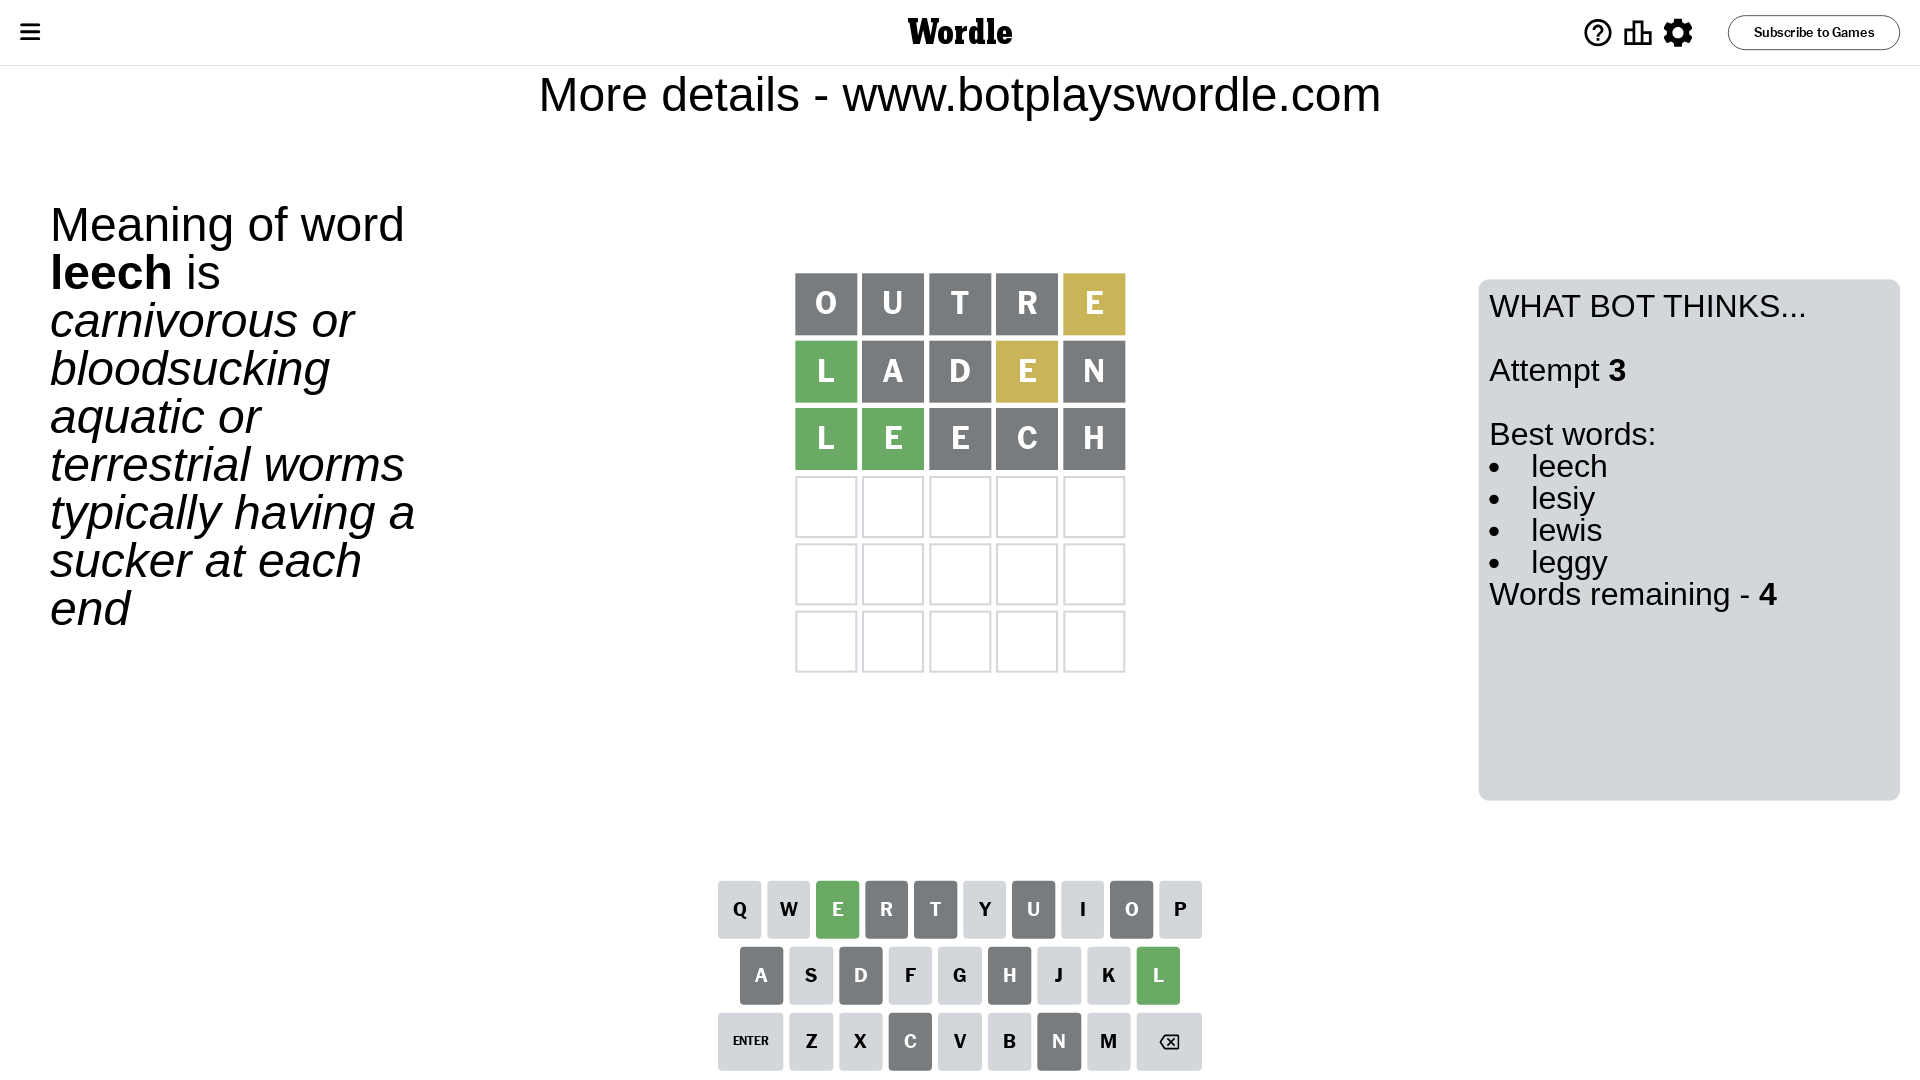 Wordle
Subscribe to Games
More details - www.botplayswordle.com
Meaning of word
leech is
carnivorous or
bloodsucking
aquatic or
terrestrial worms
typically having a
sucker at each
end
O U T R E
L A D E N
L E E C H
WHAT BOT THINKS...
Attempt 3
Best words:
• leech
• lesiy
• lewis
• leggy
Words remaining - 4
Q W E R T Y U I O P
A S D F G H J K L
ENTER Z X C V B N M